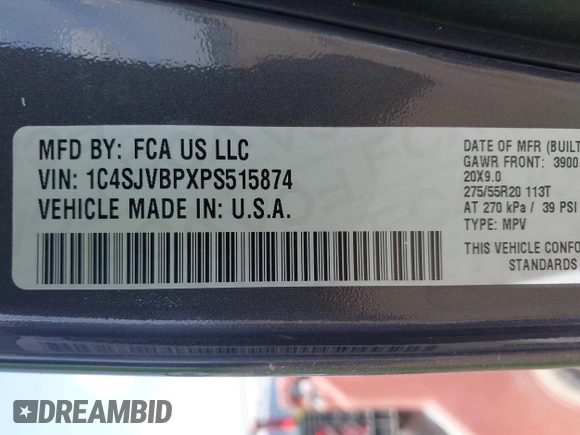 MFD BY: FCA US LLC
VIN: 1C4SJVBPXPS515874
VEHICLE MADE IN: U.S.A.
DATE OF MFR (BUILT
GAWR FRONT: 3900
20X9.0
275/55R20 113T
AT 270 kPa / 39 PSI
TYPE: MPV
THIS VEHICLE CONFO
STANDARDS
DREAMBID